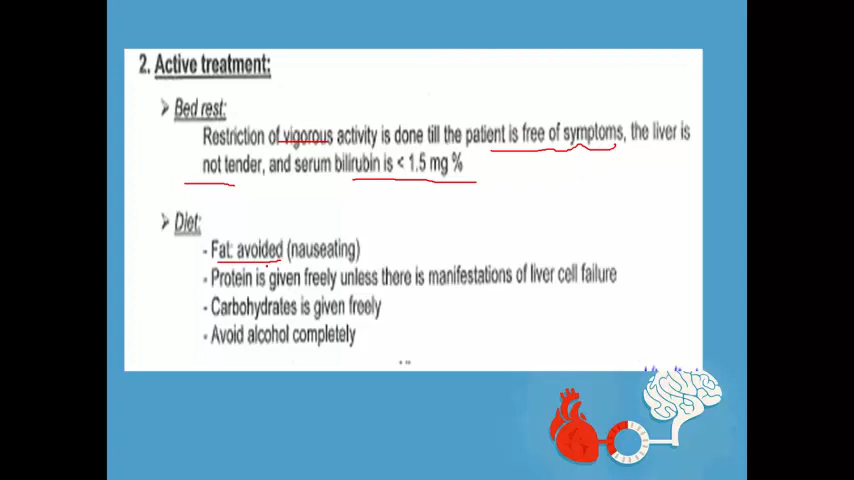 2. Active treatment:
➢ Bed rest:
Restriction of vigorous activity is done till the patient is free of symptoms, the liver is
not tender, and serum bilirubin is < 1.5 mg %
➢ Diet:
- Fat: avoided (nauseating)
- Protein is given freely unless there is manifestations of liver cell failure
- Carbohydrates is given freely
- Avoid alcohol completely